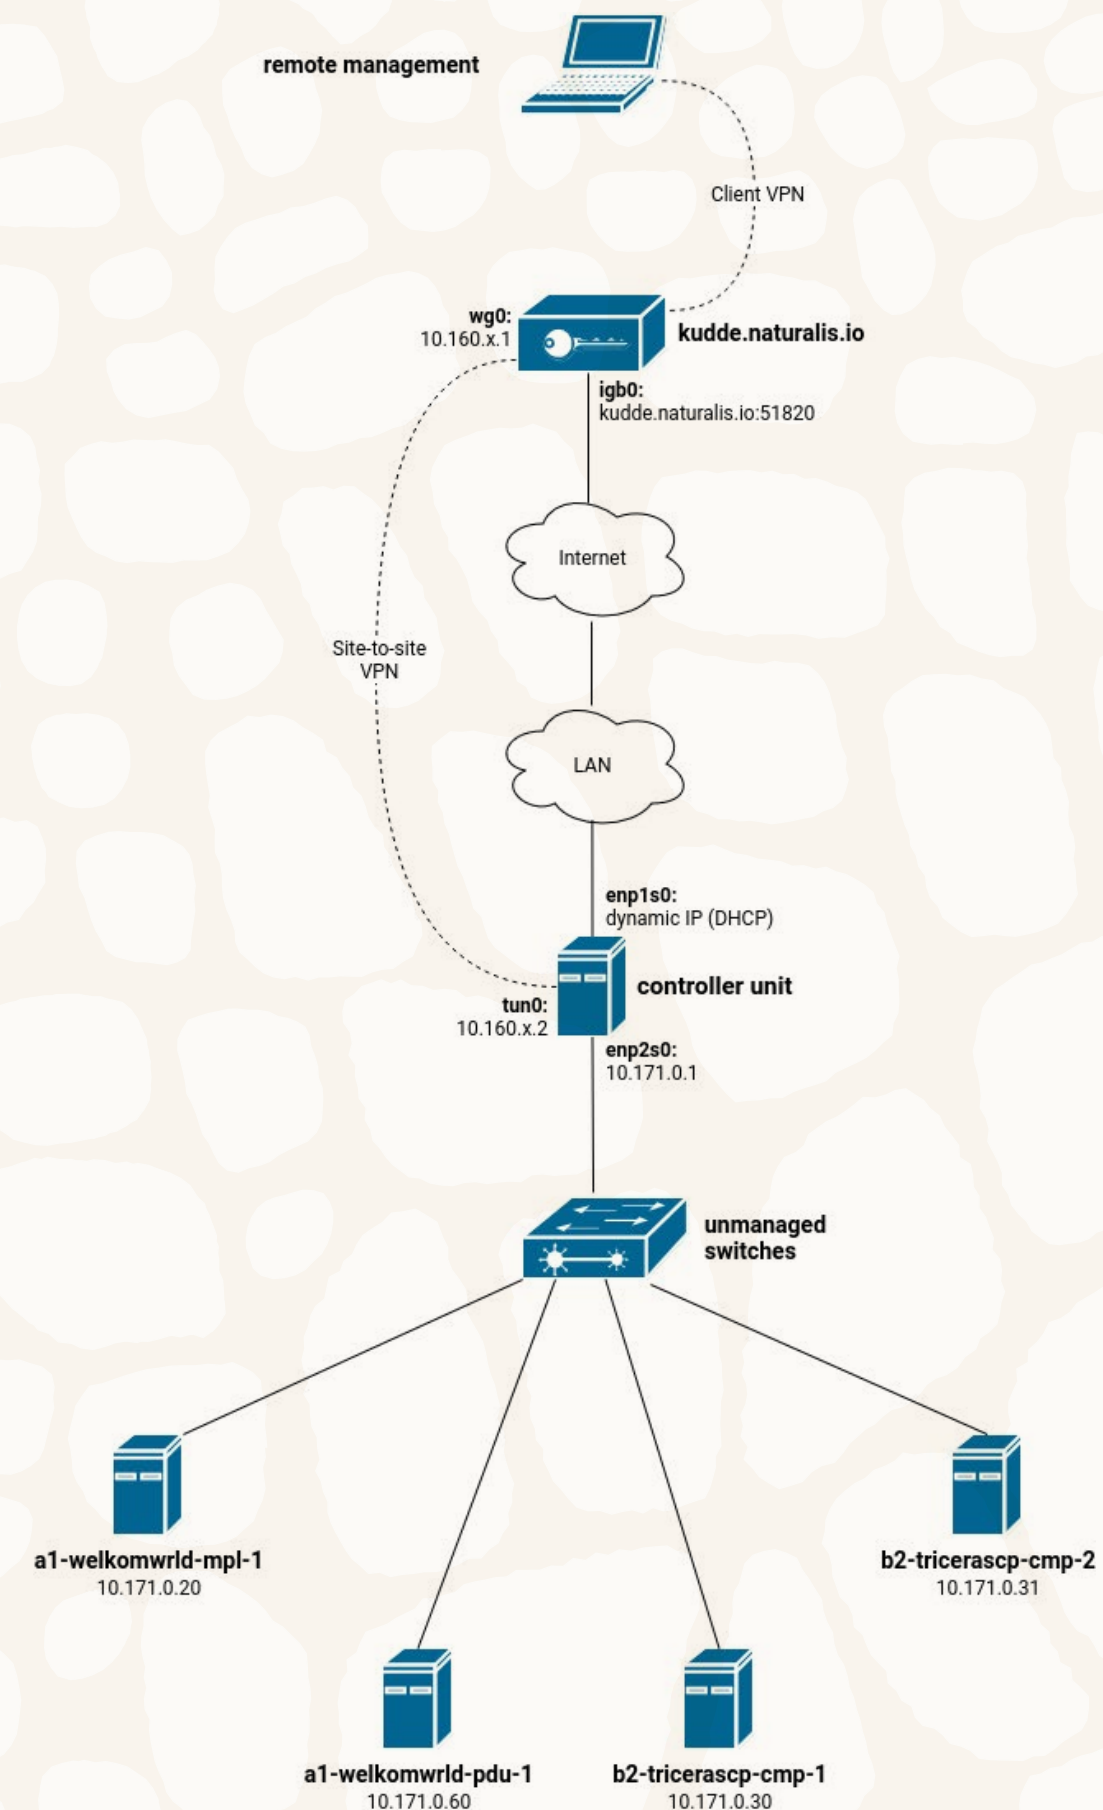 remote management
Client VPN
wg0:
10.160.x.1
kudde.naturalis.io
igb0:
kudde.naturalis.io:51820
Internet
Site-to-site
VPN
LAN
enp1s0:
dynamic IP (DHCP)
controller unit
tun0:
10.160.x.2
enp2s0:
10.171.0.1
unmanaged
switches
a1-welkomwrld-mpl-1
10.171.0.20
b2-tricerascp-cmp-2
10.171.0.31
a1-welkomwrld-pdu-1
10.171.0.60
b2-tricerascp-cmp-1
10.171.0.30